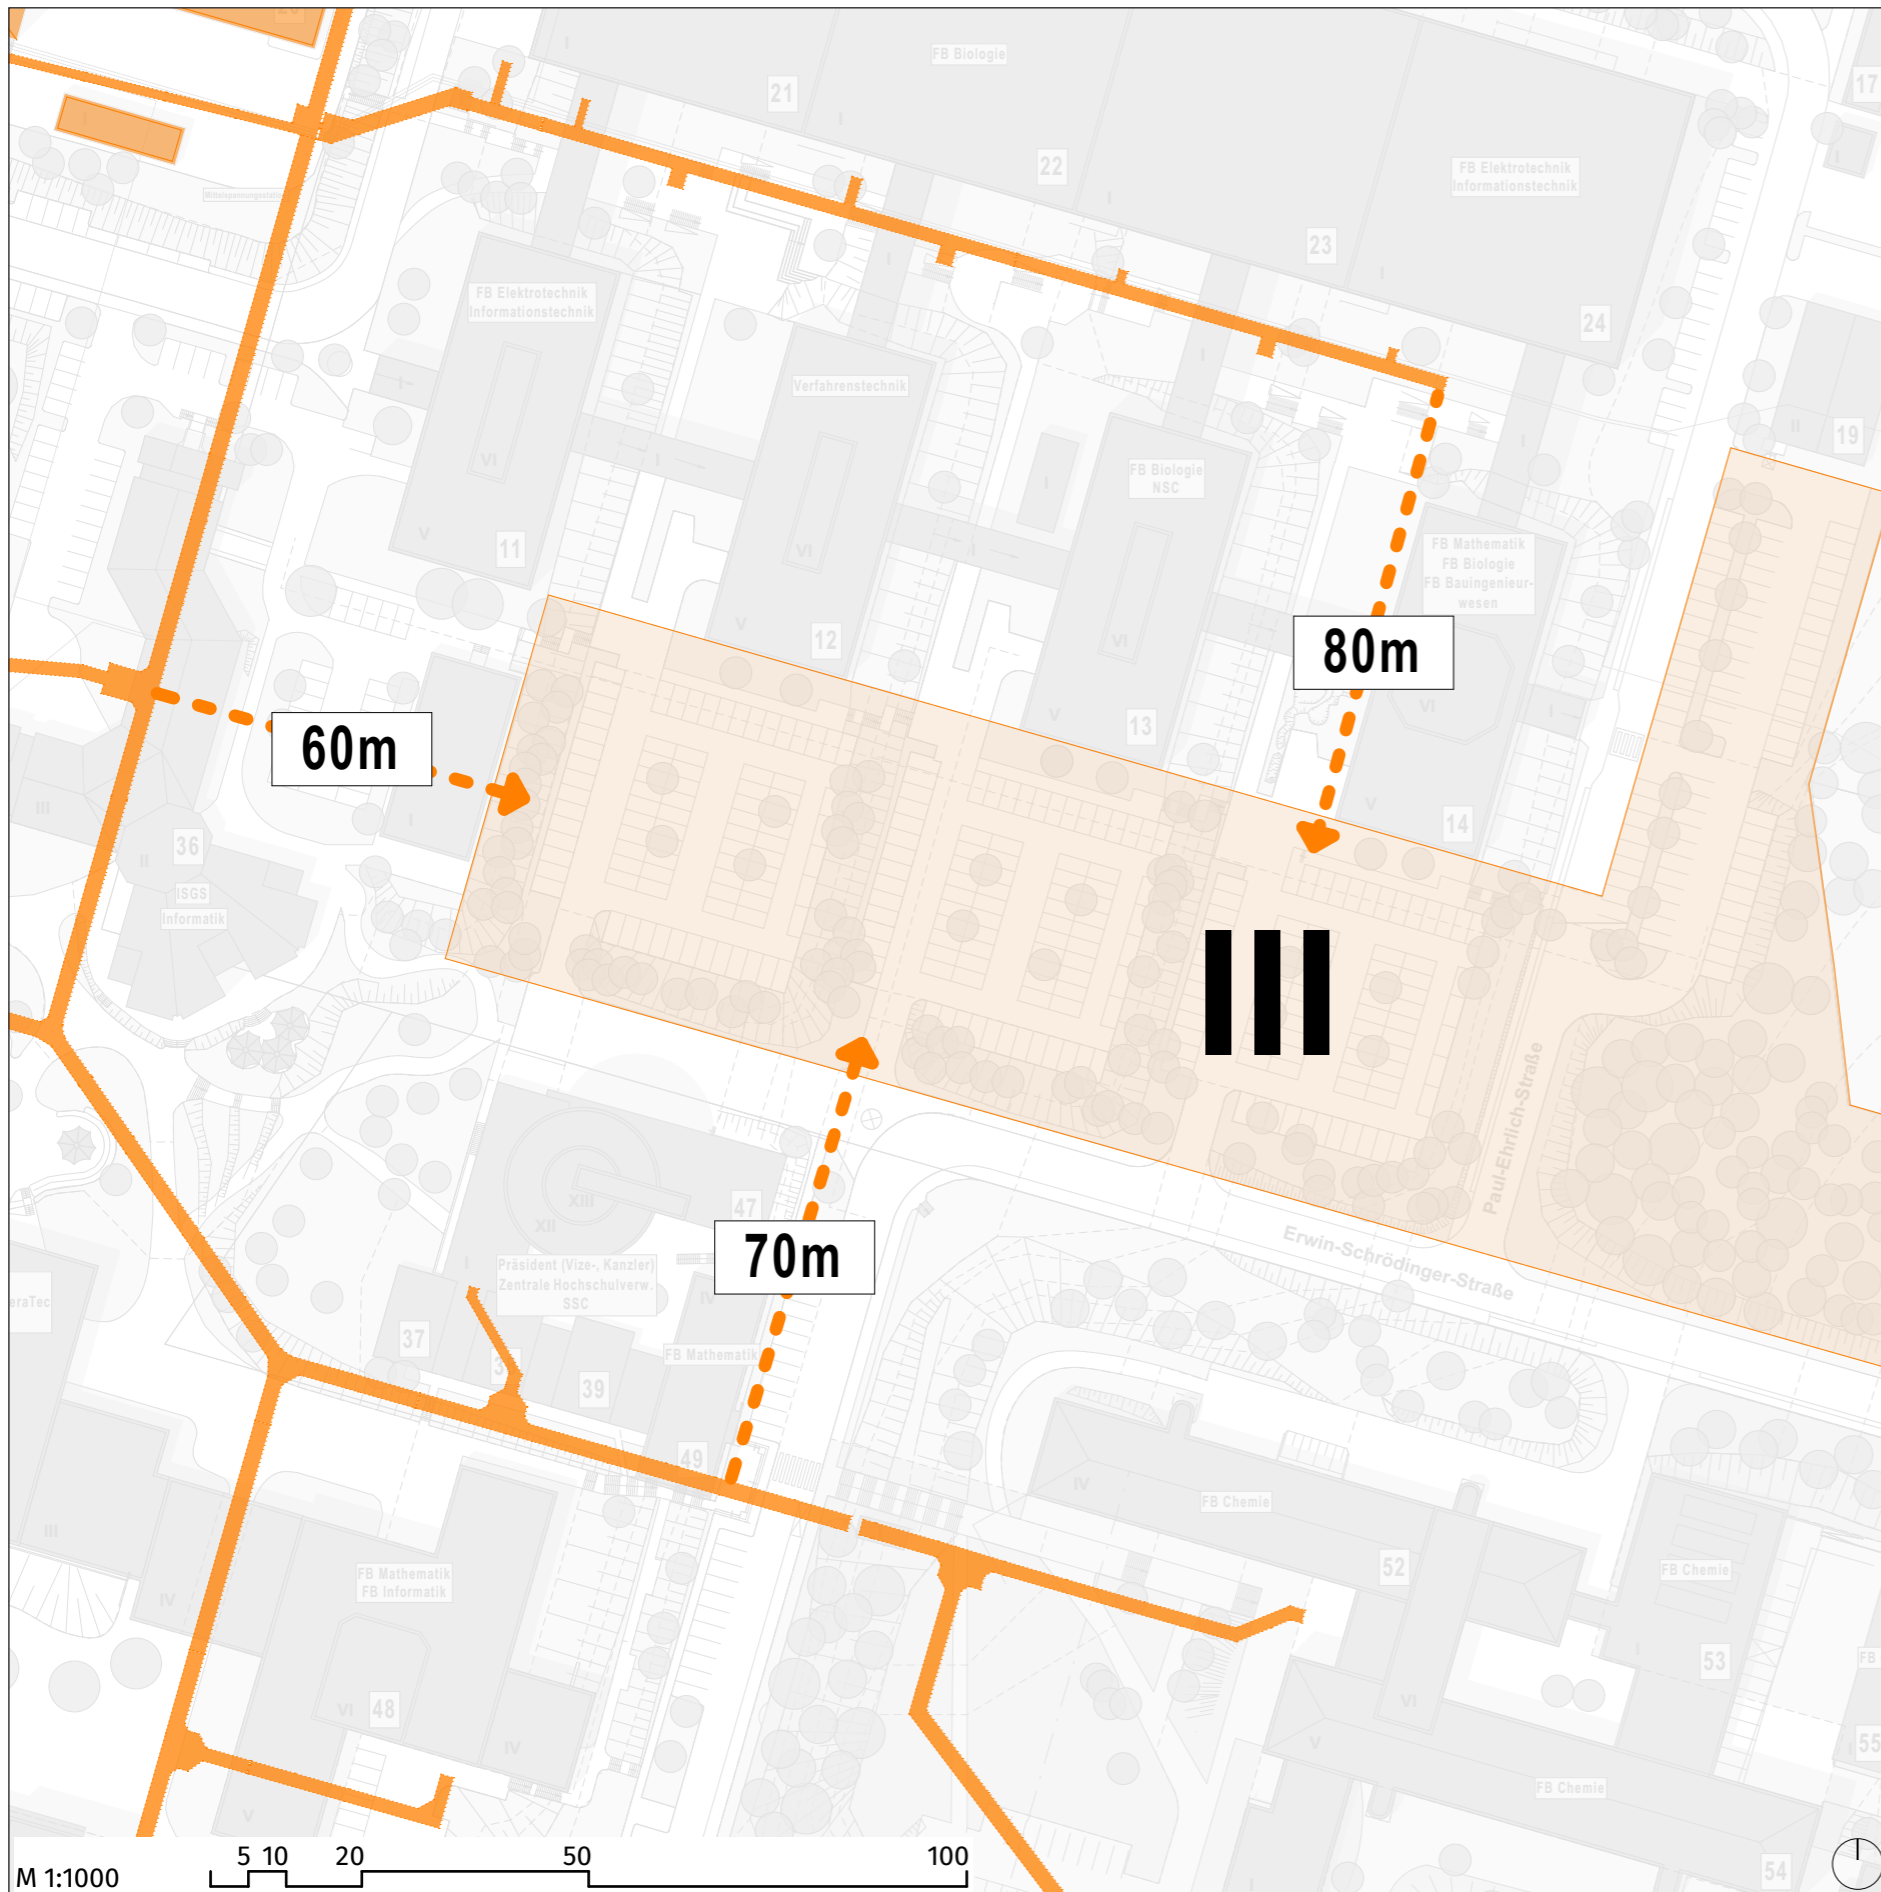 FB Biologie
21
17
22
FB Elektrotechnik
Informationstechnik
Mittelspannungsstation
23
FB Elektrotechnik
Informationstechnik
24
Verfahrenstechnik
19
FB Biologie
NSC
11
FB Mathematik
FB Biologie
FB Bauingenieur-
wesen
12
80m
13
60m
14
36
ISGS
Informatik
III
Paul-Ehrlich-Straße
47
Erwin-Schrödinger-Straße
70m
Präsident (Vize-, Kanzler)
Zentrale Hochschulverw.
SSC
37
FB Mathematik
39
49
FB Chemie
52
FB Chemie
FB Mathematik
FB Informatik
53
48
55
FB Chemie
54
5 10 20 50 100
M 1:1000